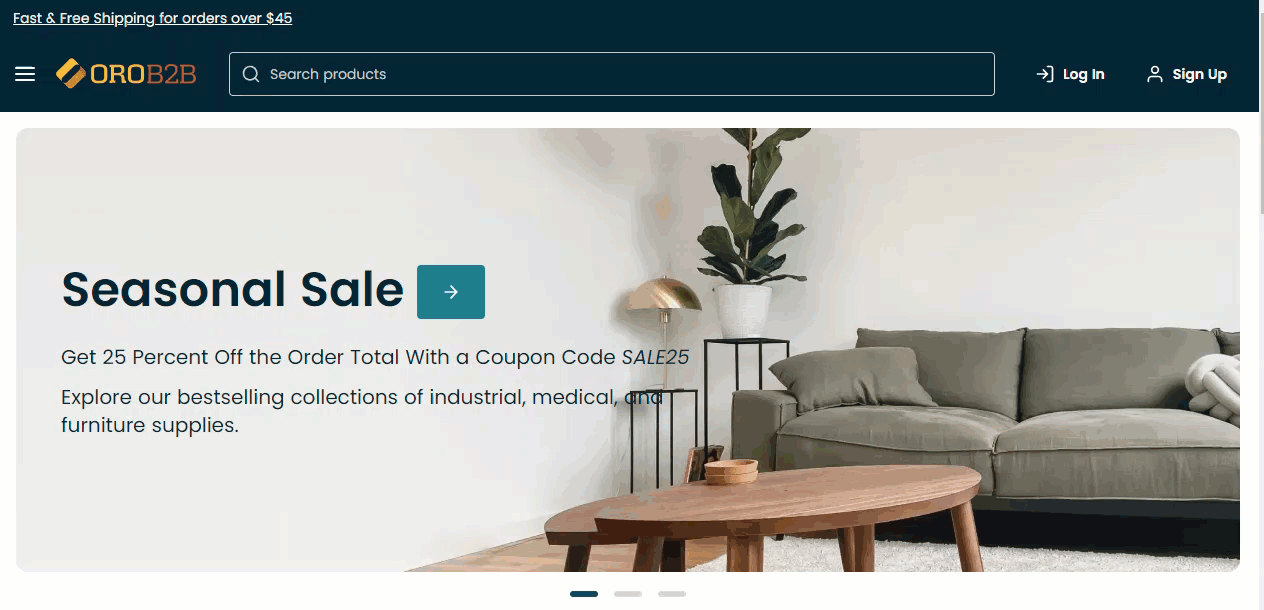 Fast & Free Shipping for orders over $45
OROB2B
Search products
Log In
Sign Up
Seasonal Sale
Get 25 Percent Off the Order Total With a Coupon Code SALE25
Explore our bestselling collections of industrial, medical, and
furniture supplies.